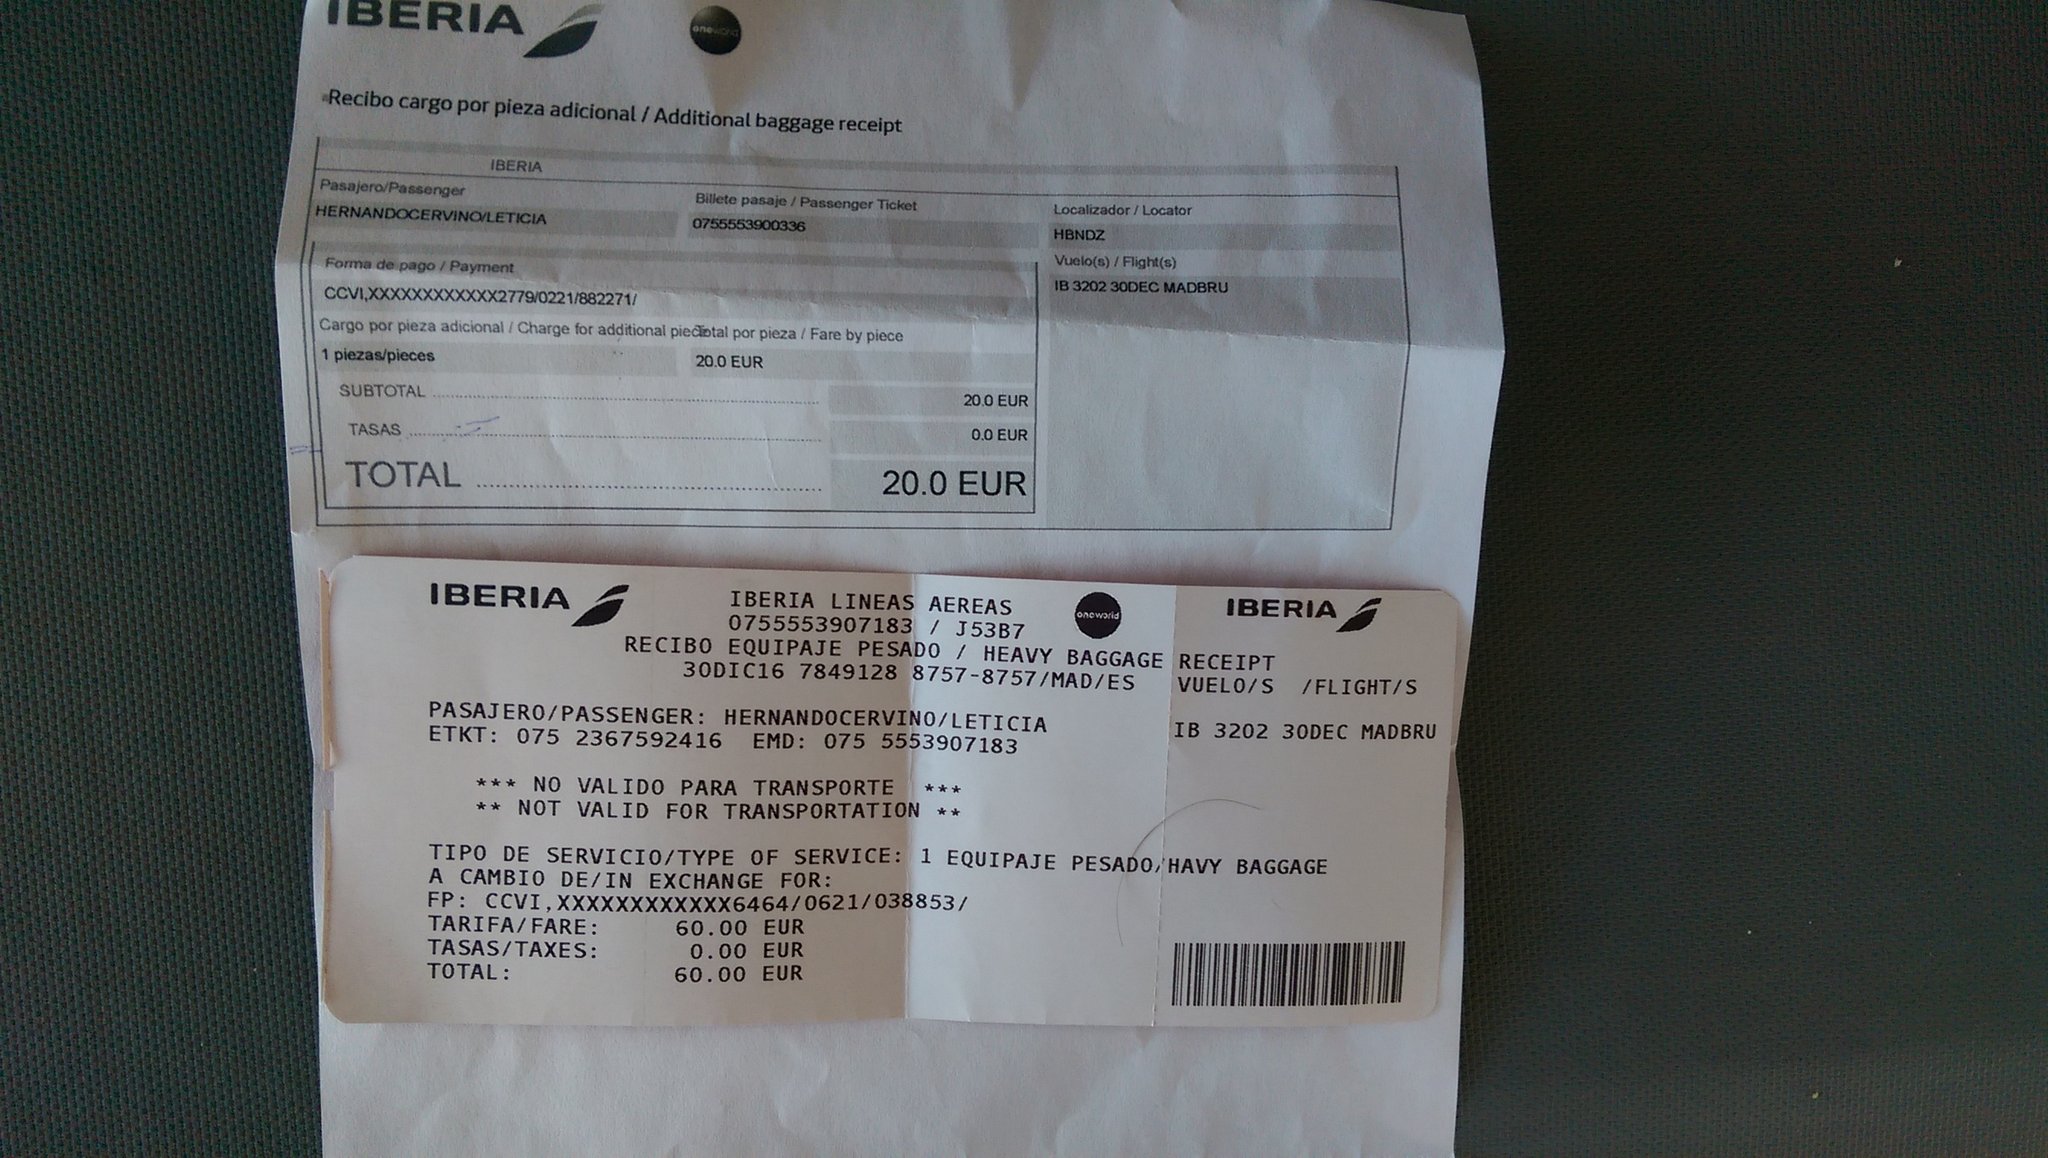 IBERIA oneworld
Recibo cargo por pieza adicional / Additional baggage receipt
IBERIA
Pasajero/Passenger Billete pasaje / Passenger Ticket Localizador / Locator
HERNANDOCERVINO/LETICIA 0755553900336 HBNDZ
Forma de pago / Payment Vuelo(s) / Flight(s)
CCVI,XXXXXXXXXXXX2779/0221/882271/ IB 3202 30DEC MADBRU
Cargo por pieza adicional / Charge for additional piece Total por pieza / Fare by piece
1 piezas/pieces 20.0 EUR
SUBTOTAL 20.0 EUR
TASAS 0.0 EUR
TOTAL 20.0 EUR
IBERIA IBERIA LINEAS AEREAS oneworld IBERIA
0755553907183 / J53B7
RECIBO EQUIPAJE PESADO / HEAVY BAGGAGE RECEIPT
30DIC16 7849128 8757-8757/MAD/ES VUELO/S /FLIGHT/S
PASAJERO/PASSENGER: HERNANDOCERVINO/LETICIA IB 3202 30DEC MADBRU
ETKT: 075 2367592416 EMD: 075 5553907183
*** NO VALIDO PARA TRANSPORTE ***
** NOT VALID FOR TRANSPORTATION **
TIPO DE SERVICIO/TYPE OF SERVICE: 1 EQUIPAJE PESADO/HAVY BAGGAGE
A CAMBIO DE/IN EXCHANGE FOR:
FP: CCVI,XXXXXXXXXXXX6464/0621/038853/
TARIFA/FARE: 60.00 EUR
TASAS/TAXES: 0.00 EUR
TOTAL: 60.00 EUR